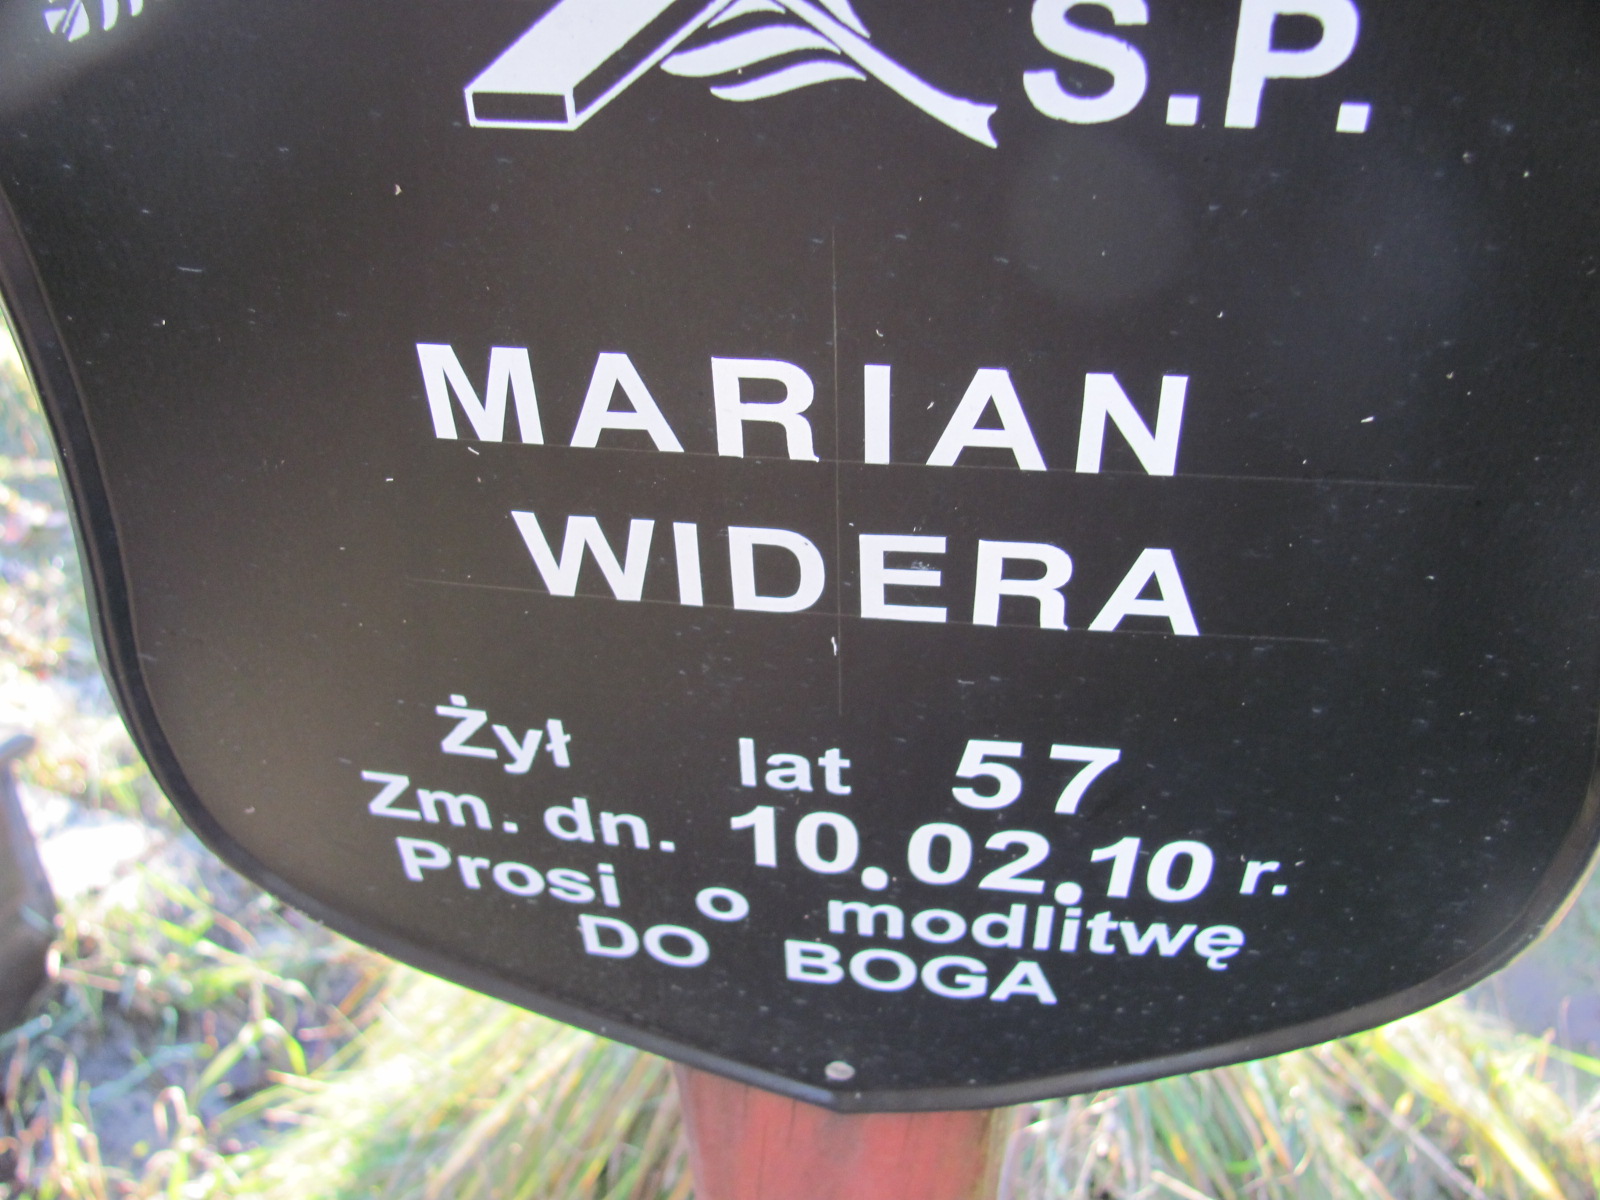 S.P.
MARIAN
WIDERA
Żył lat 57
Zm. dn. 10.02.10 r.
Prosi o modlitwę
DO BOGA